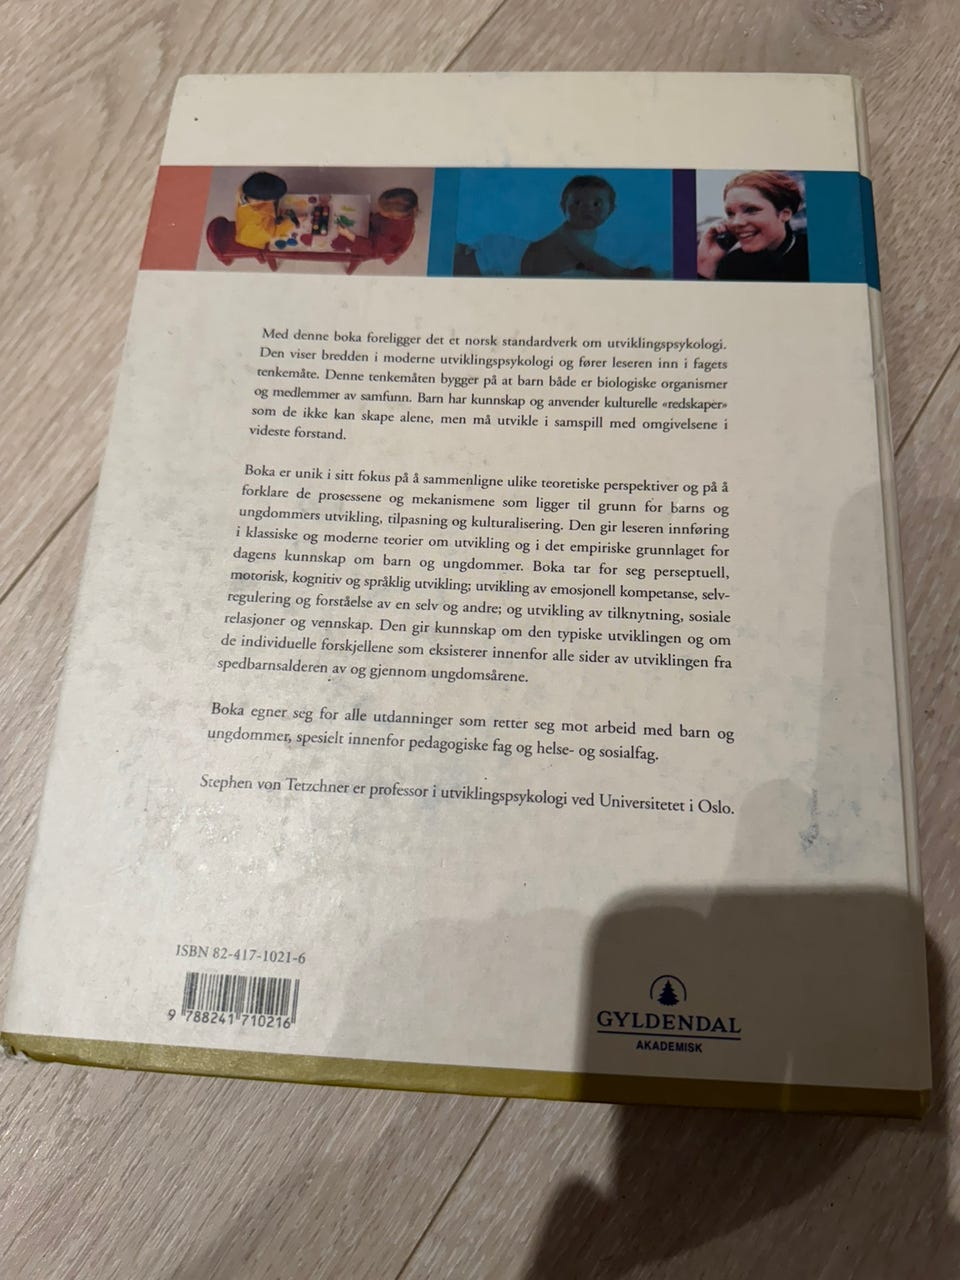 Med denne boka foreligger det et norsk standardverk om utviklingspsykologi.
Den viser bredden i moderne utviklingspsykologi og fører leseren inn i fagets
tenkemåte. Denne tenkemåten bygger på at barn både er biologiske organismer
og medlemmer av samfunn. Barn har kunnskap og anvender kulturelle «redskaper»
som de ikke kan skape alene, men må utvikle i samspill med omgivelsene i
videste forstand.
Boka er unik i sitt fokus på å sammenligne ulike teoretiske perspektiver og på å
forklare de prosessene og mekanismene som ligger til grunn for barns og
ungdommers utvikling, tilpasning og kulturalisering. Den gir leseren innføring
i klassiske og moderne teorier om utvikling og i det empiriske grunnlaget for
dagens kunnskap om barn og ungdommer. Boka tar for seg perseptuell,
motorisk, kognitiv og språklig utvikling; utvikling av emosjonell kompetanse, selv-
regulering og forståelse av en selv og andre; og utvikling av tilknytning, sosiale
relasjoner og vennskap. Den gir kunnskap om den typiske utviklingen og om
de individuelle forskjellene som eksisterer innenfor alle sider av utviklingen fra
spedbarnsalderen av og gjennom ungdomsårene.
Boka egner seg for alle utdanninger som retter seg mot arbeid med barn og
ungdommer, spesielt innenfor pedagogiske fag og helse- og sosialfag.
Stephen von Tetzchner er professor i utviklingspsykologi ved Universitetet i Oslo.
ISBN 82-417-1021-6
9 788241 710216
GYLDENDAL
AKADEMISK